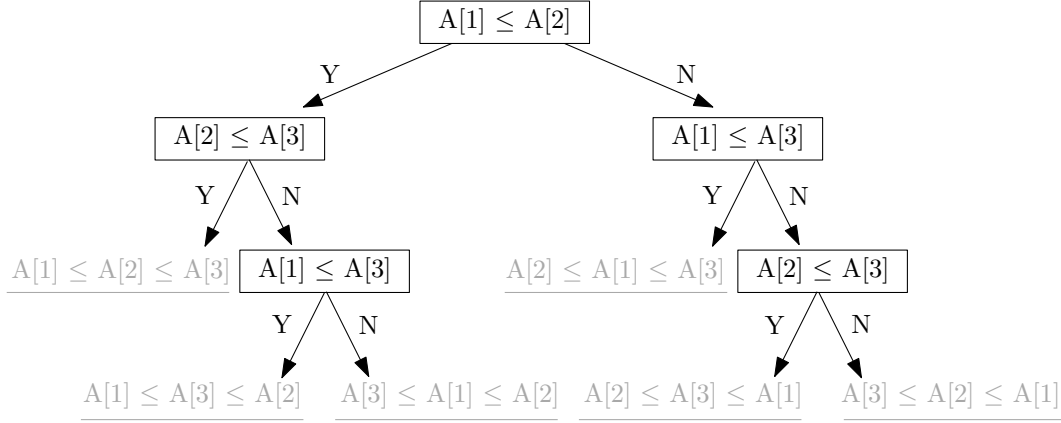 A[1] ≤ A[2]
Y
N
A[2] ≤ A[3]
A[1] ≤ A[3]
Y
N
Y
N
A[1] ≤ A[2] ≤ A[3]
A[1] ≤ A[3]
A[2] ≤ A[1] ≤ A[3]
A[2] ≤ A[3]
Y
N
Y
N
A[1] ≤ A[3] ≤ A[2]
A[3] ≤ A[1] ≤ A[2]
A[2] ≤ A[3] ≤ A[1]
A[3] ≤ A[2] ≤ A[1]